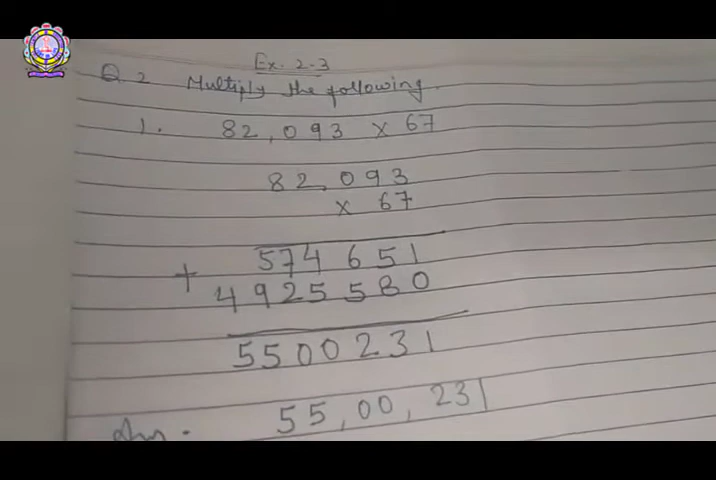 Ex. 2-3
Q. 2 Multiply the following.
1. 82,093 x 67
82,093
x 67
574651
+
4925580
5500231
Ans. 55,00,231